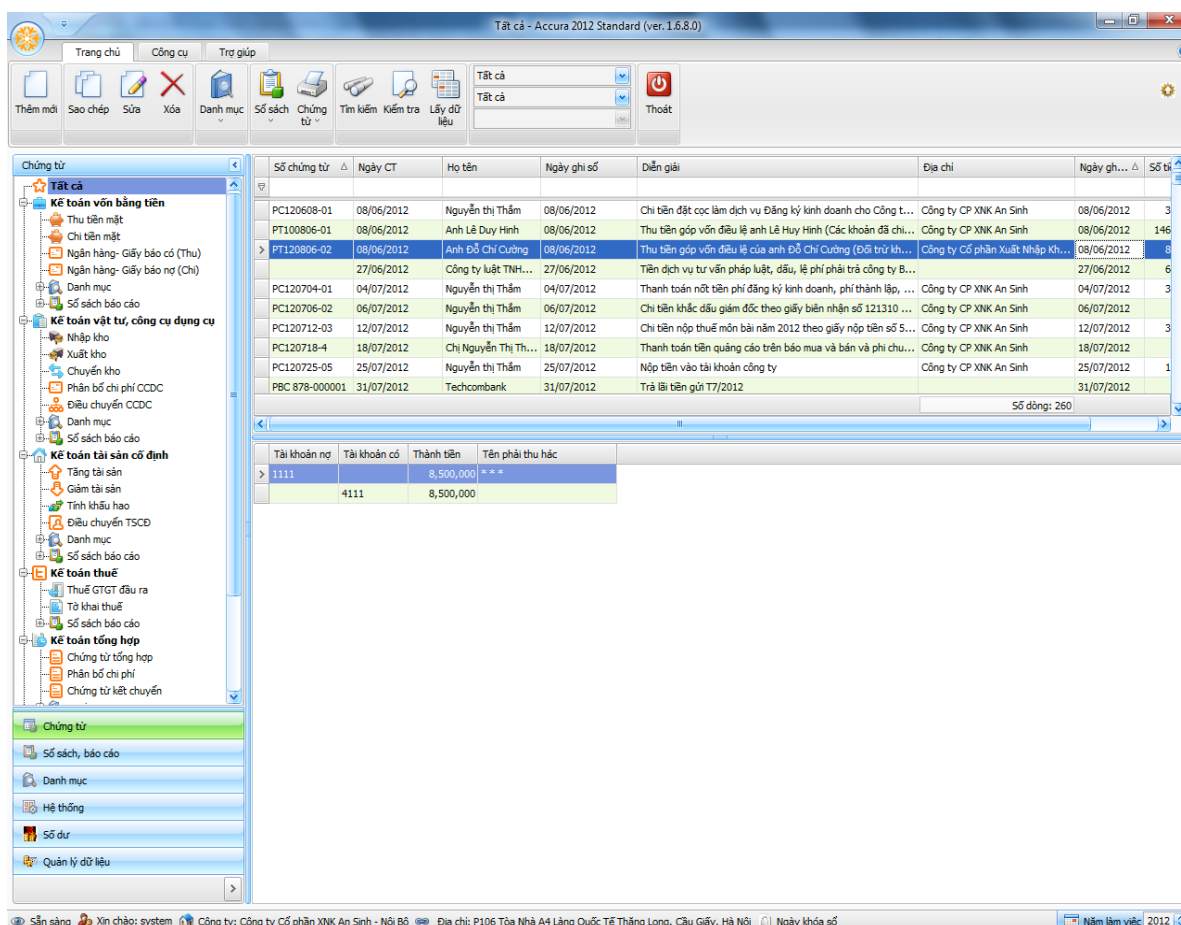 Tất cả - Accura 2012 Standard (ver. 1.6.8.0)
Trang chủ Công cụ Trợ giúp
Thêm mới Sao chép Sửa Xóa Danh mục Sổ sách Chứng từ Tìm kiếm Kiểm tra Lấy dữ liệu Tất cả Tất cả Thoát
Chứng từ
Tất cả
Kế toán vốn bằng tiền
Thu tiền mặt
Chi tiền mặt
Ngân hàng- Giấy báo có (Thu)
Ngân hàng- Giấy báo nợ (Chi)
Danh mục
Sổ sách báo cáo
Kế toán vật tư, công cụ dụng cụ
Nhập kho
Xuất kho
Chuyển kho
Phân bổ chi phí CCDC
Điều chuyển CCDC
Danh mục
Sổ sách báo cáo
Kế toán tài sản cố định
Tăng tài sản
Giảm tài sản
Tính khấu hao
Điều chuyển TSCĐ
Danh mục
Sổ sách báo cáo
Kế toán thuế
Thuế GTGT đầu ra
Tờ khai thuế
Sổ sách báo cáo
Kế toán tổng hợp
Chứng từ tổng hợp
Phân bổ chi phí
Chứng từ kết chuyển
Chứng từ
Sổ sách, báo cáo
Danh mục
Hệ thống
Số dư
Quản lý dữ liệu
Số chứng từ Ngày CT Họ tên Ngày ghi sổ Diễn giải Địa chỉ Ngày gh... Số ti
PC120608-01 08/06/2012 Nguyễn thị Thắm 08/06/2012 Chi tiền đặt cọc làm dịch vụ Đăng ký kinh doanh cho Công t... Công ty CP XNK An Sinh 08/06/2012 3
PT100806-01 08/06/2012 Anh Lê Duy Hinh 08/06/2012 Thu tiền góp vốn điều lệ anh Lê Huy Hinh (Các khoản đã chi... Công ty CP XNK An Sinh 08/06/2012 146
PT120806-02 08/06/2012 Anh Đỗ Chí Cường 08/06/2012 Thu tiền góp vốn điều lệ của anh Đỗ Chí Cường (Đối trừ kh... Công ty Cổ phần Xuất Nhập Kh... 08/06/2012 8
27/06/2012 Công ty luật TNH... 27/06/2012 Tiền dịch vụ tư vấn pháp luật, dấu, lệ phí phải trả công ty B... 27/06/2012 6
PC120704-01 04/07/2012 Nguyễn thị Thắm 04/07/2012 Thanh toán nốt tiền phí đăng ký kinh doanh, phí thành lập, ... Công ty CP XNK An Sinh 04/07/2012 3
PC120706-02 06/07/2012 Nguyễn thị Thắm 06/07/2012 Chi tiền khắc dấu giám đốc theo giấy biên nhận số 121310 ... Công ty CP XNK An Sinh 06/07/2012
PC120712-03 12/07/2012 Nguyễn thị Thắm 12/07/2012 Chi tiền nộp thuế môn bài năm 2012 theo giấy nộp tiền số 5... Công ty CP XNK An Sinh 12/07/2012 3
PC120718-4 18/07/2012 Chị Nguyễn Thị Th... 18/07/2012 Thanh toán tiền quảng cáo trên báo mua và bán và phi chu... Công ty CP XNK An Sinh 18/07/2012
PC120725-05 25/07/2012 Nguyễn thị Thắm 25/07/2012 Nộp tiền vào tài khoản công ty Công ty CP XNK An Sinh 25/07/2012 1
PBC 878-000001 31/07/2012 Techcombank 31/07/2012 Trả lãi tiền gửi T7/2012 31/07/2012
Số dòng: 260
Tài khoản nợ Tài khoản có Thành tiền Tên phải thu hác
1111 8,500,000 * * *
4111 8,500,000
Sẵn sàng Xin chào: system Công ty: Công ty Cổ phần XNK An Sinh - Nội Bộ Địa chỉ: P106 Tòa Nhà A4 Làng Quốc Tế Thăng Long, Cầu Giấy, Hà Nội Ngày khóa sổ Năm làm việc 2012